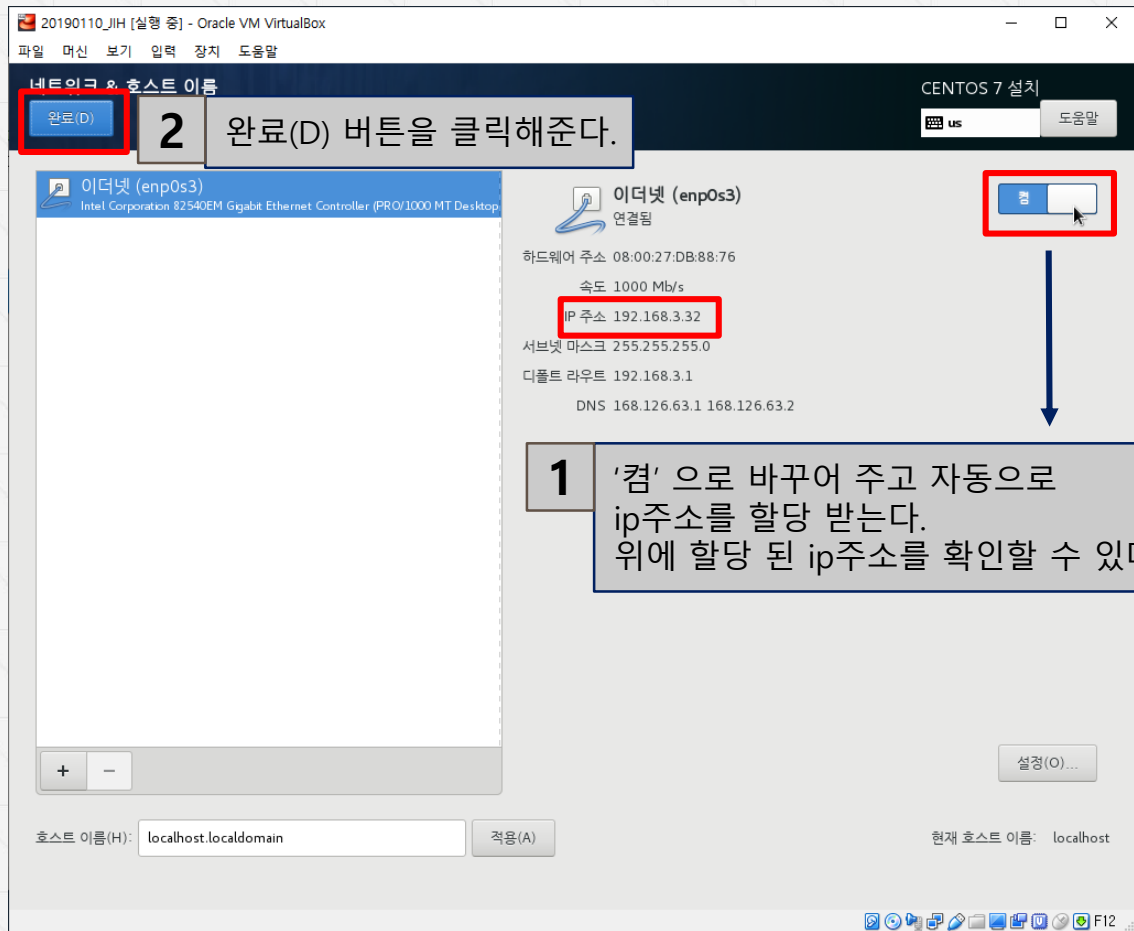 20190110_JIH [실행 중] - Oracle VM VirtualBox
파일 머신 보기 입력 장치 도움말
네트워크 & 호스트 이름
CENTOS 7 설치
완료(D)
us
도움말
2
완료(D) 버튼을 클릭해준다.
이더넷 (enp0s3)
Intel Corporation 82540EM Gigabit Ethernet Controller (PRO/1000 MT Desktop
이더넷 (enp0s3)
연결됨
켬
하드웨어 주소 08:00:27:DB:88:76
속도 1000 Mb/s
IP 주소 192.168.3.32
서브넷 마스크 255.255.255.0
디폴트 라우트 192.168.3.1
DNS 168.126.63.1 168.126.63.2
1
‘켬’ 으로 바꾸어 주고 자동으로
ip주소를 할당 받는다.
위에 할당 된 ip주소를 확인할 수
+ −
설정(O)...
호스트 이름(H): localhost.localdomain 적용(A)
현재 호스트 이름: localhost
F12